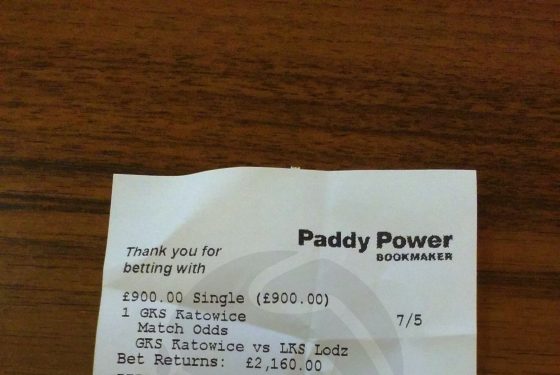 Paddy Power
BOOKMAKER
Thank you for
betting with
£900.00 Single (£900.00)
1 GKS Katowice 7/5
Match Odds
GKS Katowice vs LKS Lodz
Bet Returns: £2,160.00